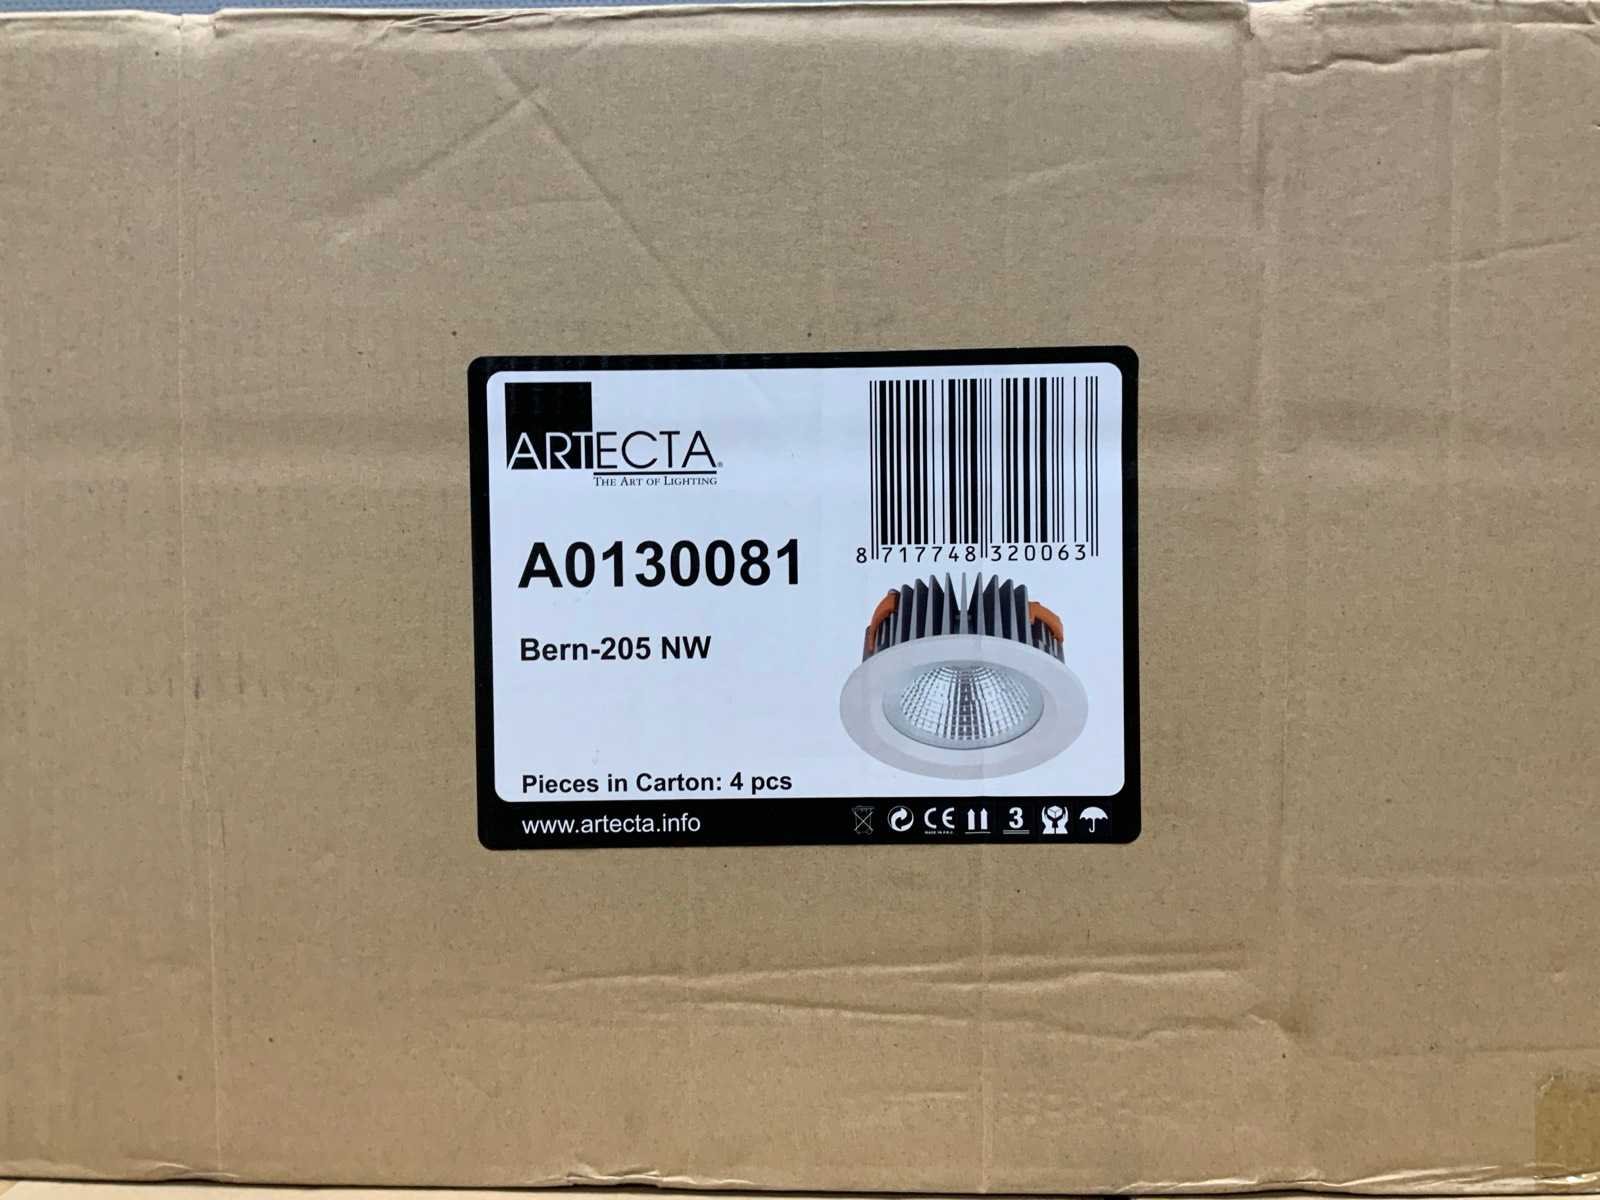 ARTECTA®
THE ART OF LIGHTING
A0130081
Bern-205 NW
8 717748 320063
Pieces in Carton: 4 pcs
www.artecta.info
CE
3